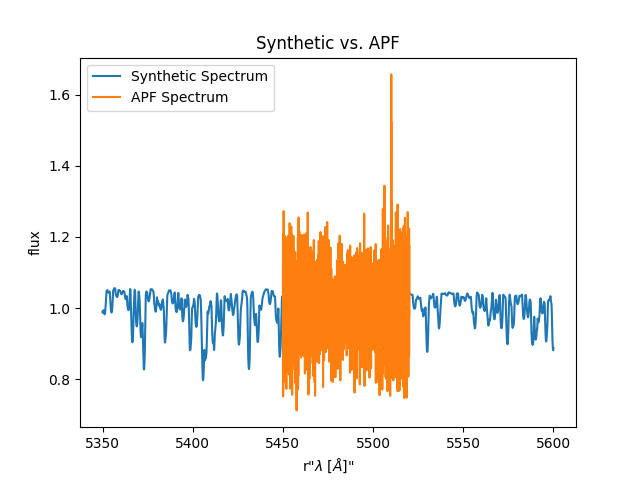 Synthetic vs. APF
Synthetic Spectrum
APF Spectrum
1.6
1.4
1.2
1.0
0.8
flux
5350 5400 5450 5500 5550 5600
r"λ [Å]"